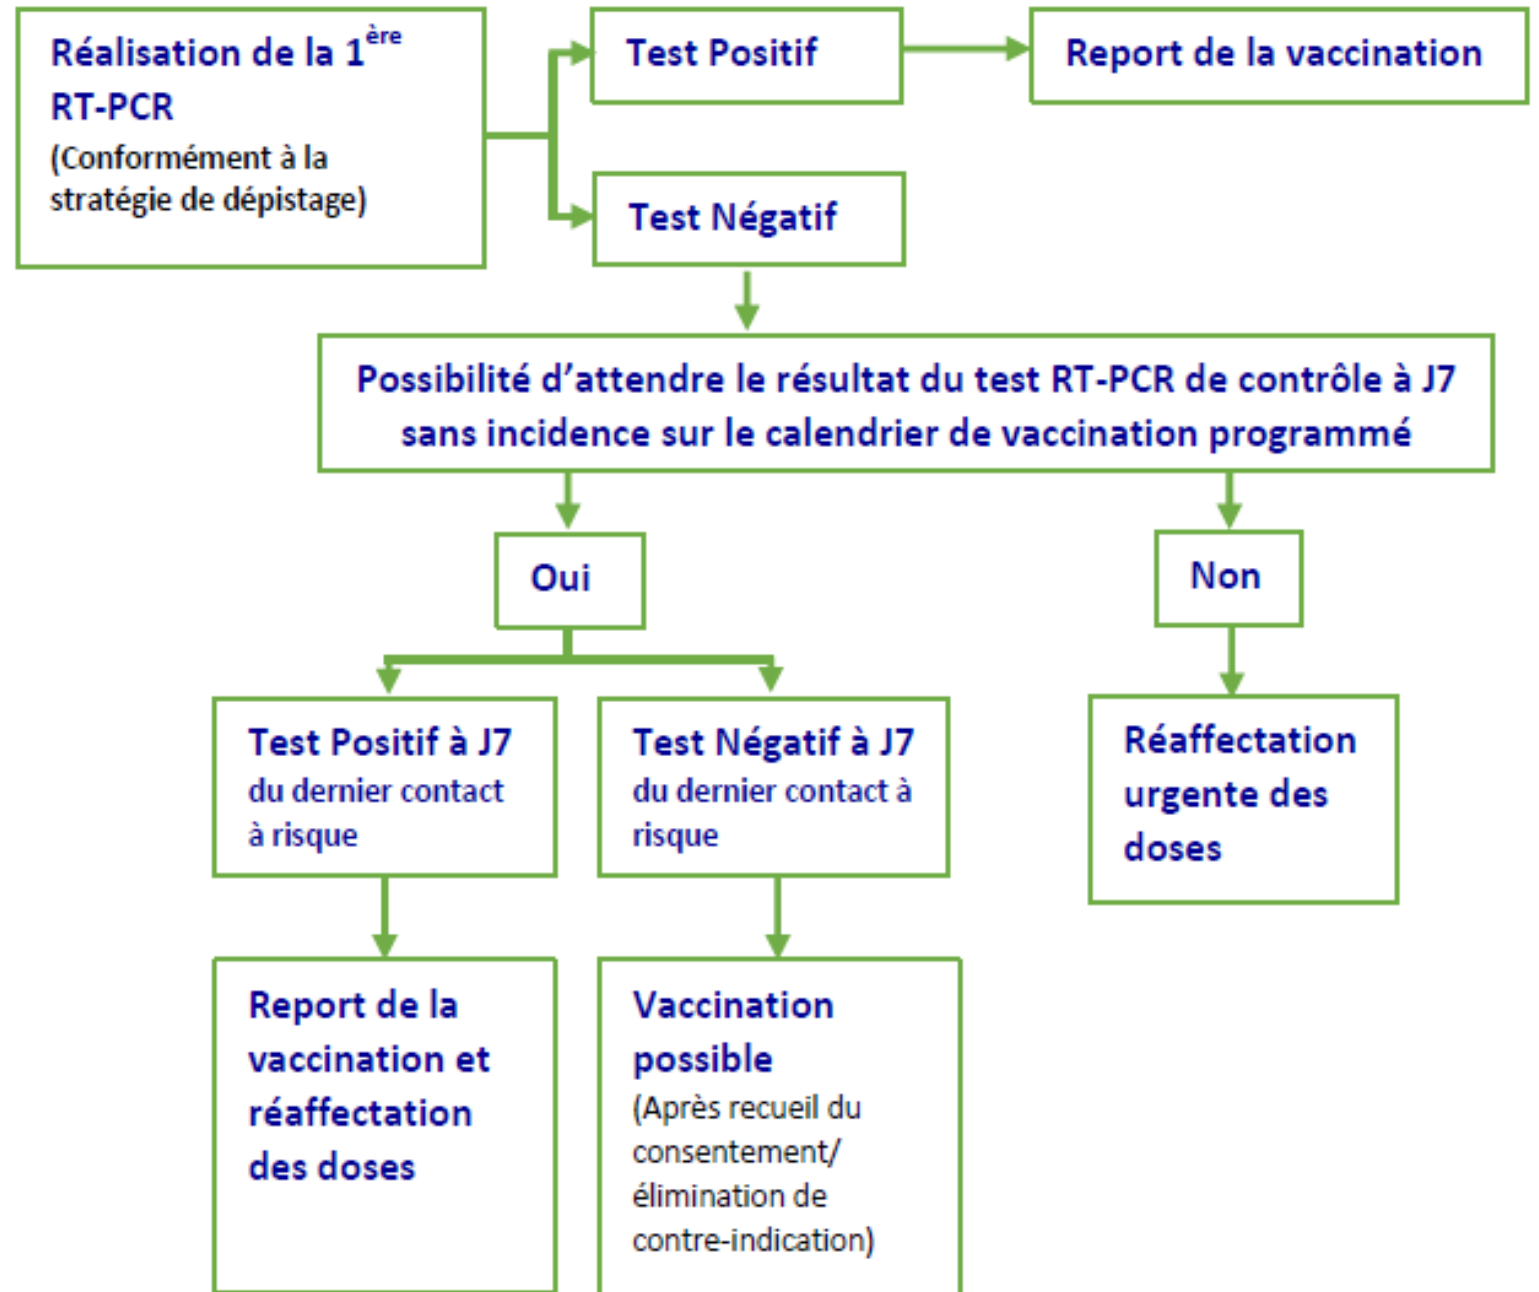 Réalisation de la 1ère
RT-PCR
(Conformément à la
stratégie de dépistage)
Test Positif
Report de la vaccination
Test Négatif
Possibilité d’attendre le résultat du test RT-PCR de contrôle à J7
sans incidence sur le calendrier de vaccination programmé
Oui
Non
Test Positif à J7
du dernier contact
à risque
Test Négatif à J7
du dernier contact à
risque
Réaffectation
urgente des
doses
Report de la
vaccination et
réaffectation
des doses
Vaccination
possible
(Après recueil du
consentement/
élimination de
contre-indication)